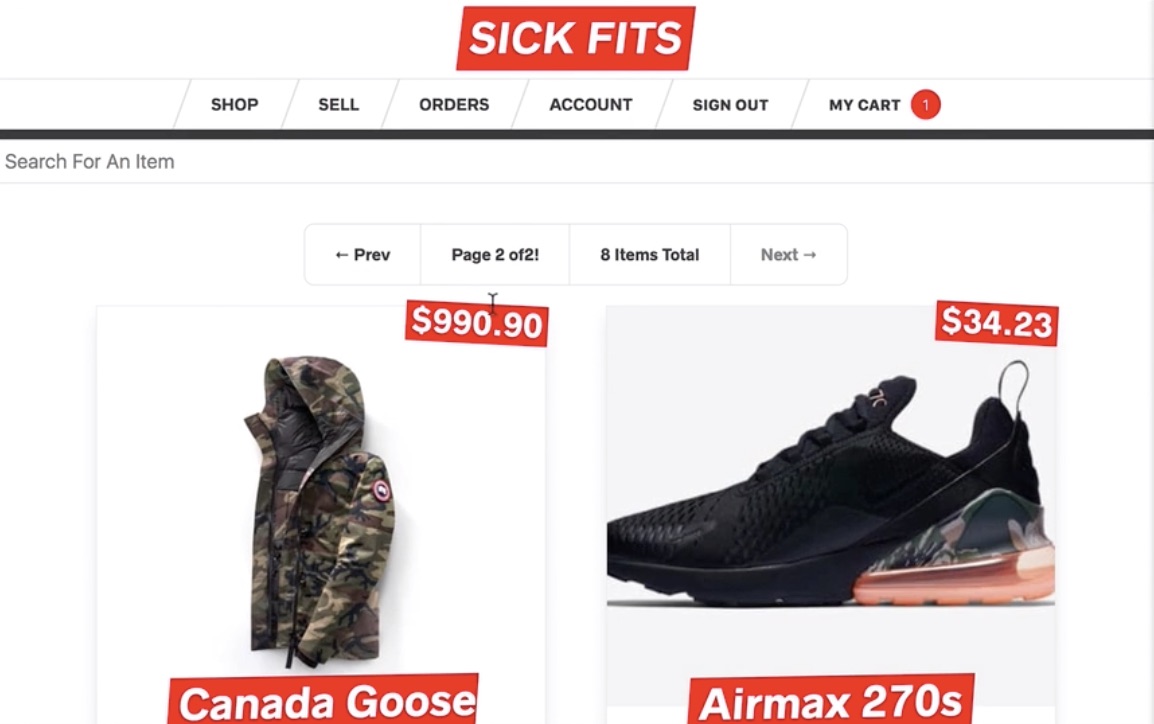 SICK FITS
SHOP SELL ORDERS ACCOUNT SIGN OUT MY CART 1
Search For An Item
← Prev Page 2 of2! 8 Items Total Next →
$990.90 $34.23
Canada Goose Airmax 270s